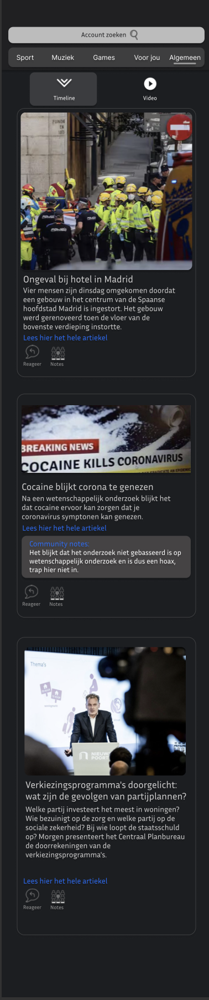 Account zoeken
Sport Muziek Games Voor jou Algemeen
Timeline Video
FUNDA
EN
Ongeval bij hotel in Madrid
Vier mensen zijn dinsdag omgekomen doordat
een gebouw in het centrum van de Spaanse
hoofdstad Madrid is ingestort. Het gebouw
werd gerenoveerd toen de vloer van de
bovenste verdieping instortte.
Lees hier het hele artiekel
Reageer Notes
BREAKING NEWS
COCAINE KILLS CORONAVIRUS
Cocaine blijkt corona te genezen
Na een wetenschappelijk onderzoek blijkt het
dat cocaine ervoor kan zorgen dat je
coronavirus symptonen kan genezen.
Lees hier het hele artiekel
Community notes:
Het blijkt dat het onderzoek niet gebasseerd is op
wetenschappelijk onderzoek en is dus een hoax,
trap hier niet in.
Reageer Notes
Thema's
NIEUW
POORT
Verkiezingsprogramma's doorgelicht:
wat zijn de gevolgen van partijplannen?
Welke partij investeert het meest in woningen?
Wie bezuinigt op de zorg en welke partij op de
sociale zekerheid? Bij wie loopt de staatsschuld
op? Morgen presenteert het Centraal Planbureau
de doorrekeningen van de
verkiezingsprogramma's.
Lees hier het hele artiekel
Reageer Notes